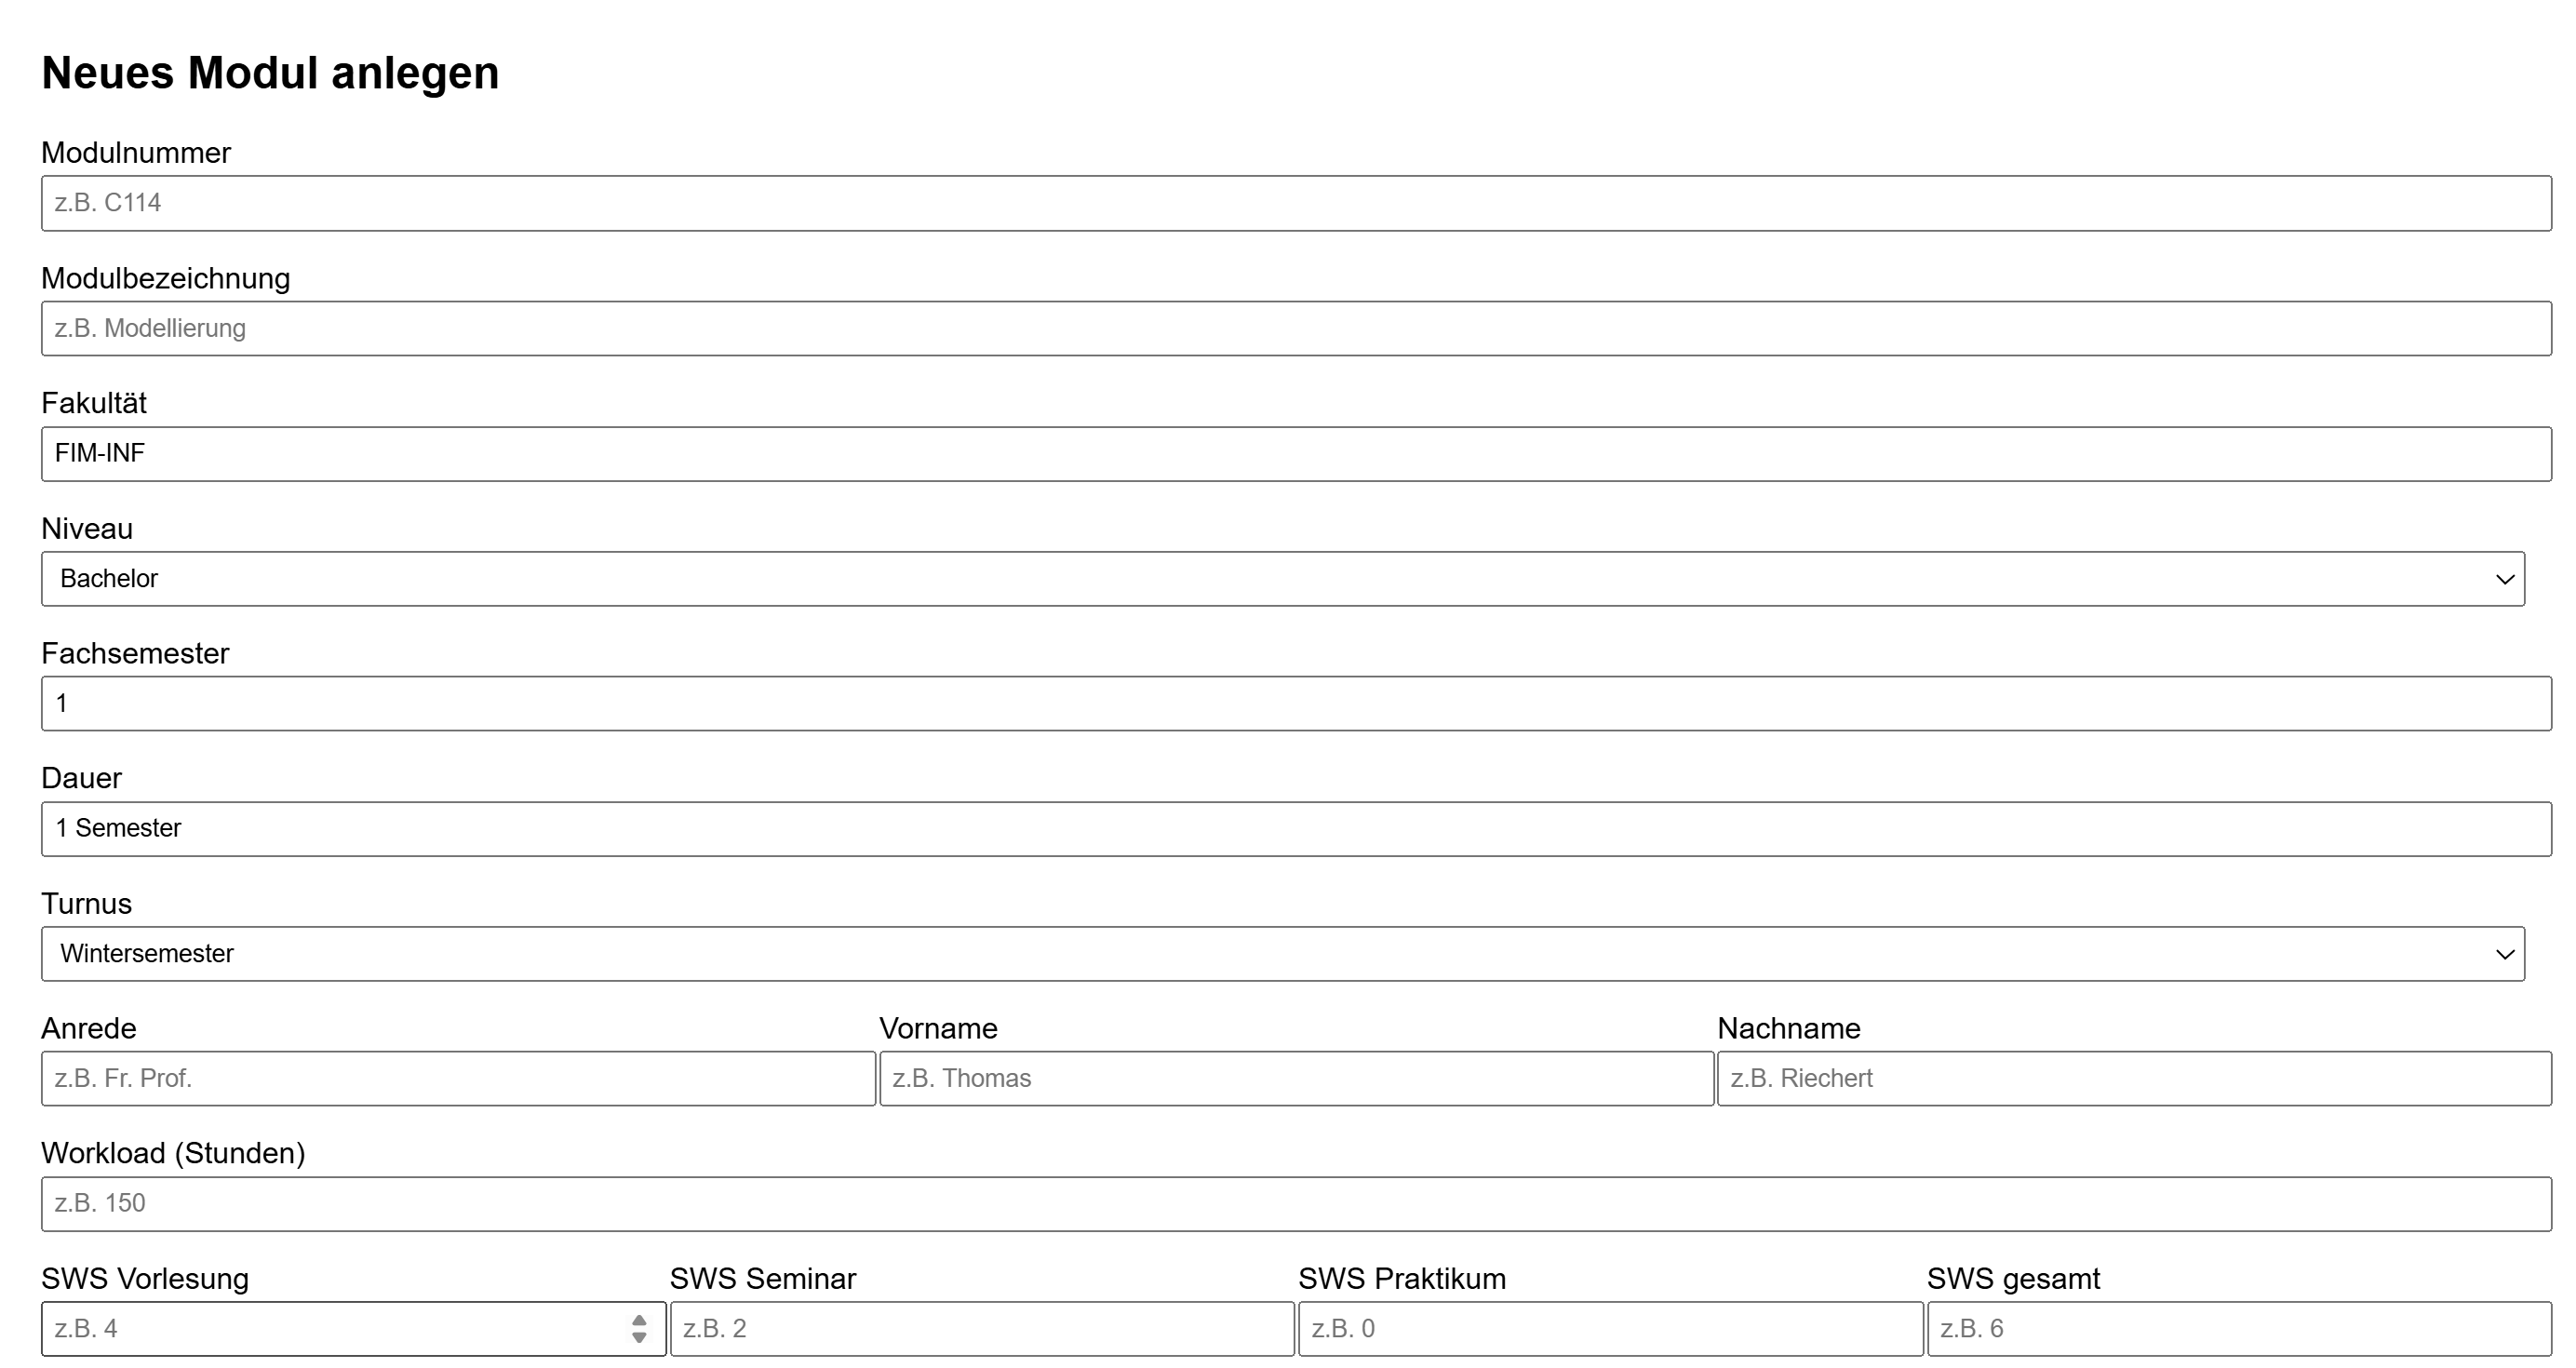 Neues Modul anlegen
Modulnummer
z.B. C114
Modulbezeichnung
z.B. Modellierung
Fakultät
FIM-INF
Niveau
Bachelor
Fachsemester
1
Dauer
1 Semester
Turnus
Wintersemester
Anrede Vorname Nachname
z.B. Fr. Prof. z.B. Thomas z.B. Riechert
Workload (Stunden)
z.B. 150
SWS Vorlesung SWS Seminar SWS Praktikum SWS gesamt
z.B. 4 z.B. 2 z.B. 0 z.B. 6